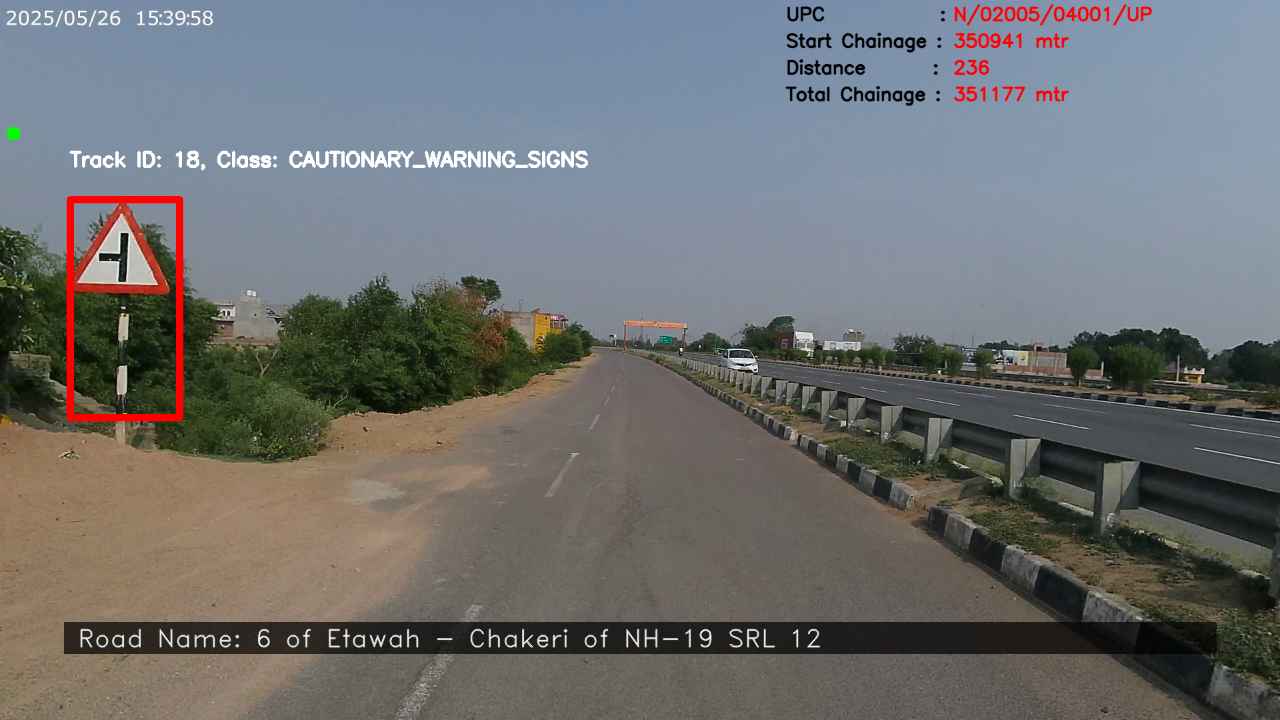 2025/05/26 15:39:58
UPC : N/02005/04001/UP
Start Chainage : 350941 mtr
Distance : 236
Total Chainage : 351177 mtr
Track ID: 18, Class: CAUTIONARY_WARNING_SIGNS
Road Name: 6 of Etawah - Chakeri of NH-19 SRL 12